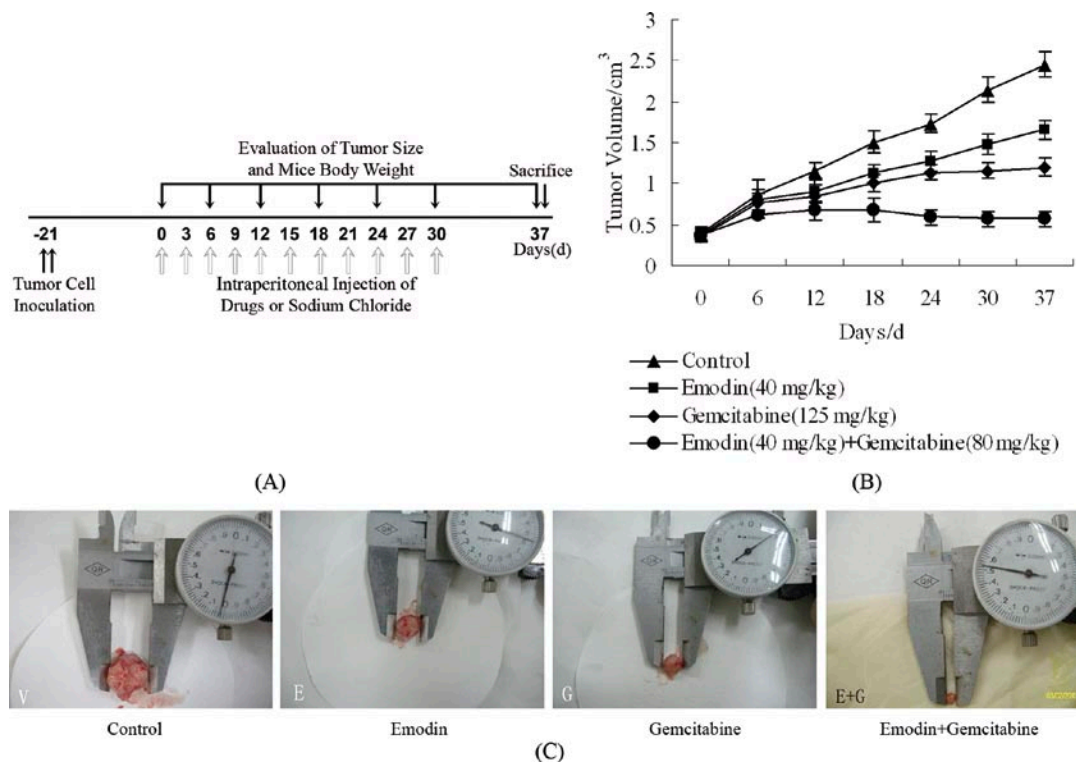 Evaluation of Tumor Size
and Mice Body Weight
Sacrifice
-21
0 3 6 9 12 15 18 21 24 27 30 37
Days(d)
Tumor Cell
Inoculation
Intraperitoneal Injection of
Drugs or Sodium Chloride
(A)
Tumor Volume/cm3
3
2.5
2
1.5
1
0.5
0
0 6 12 18 24 30 37
Days/d
Control
Emodin(40 mg/kg)
Gemcitabine(125 mg/kg)
Emodin(40 mg/kg)+Gemcitabine(80 mg/kg)
(B)
V
E
G
E+G
Control
Emodin
Gemcitabine
Emodin+Gemcitabine
(C)